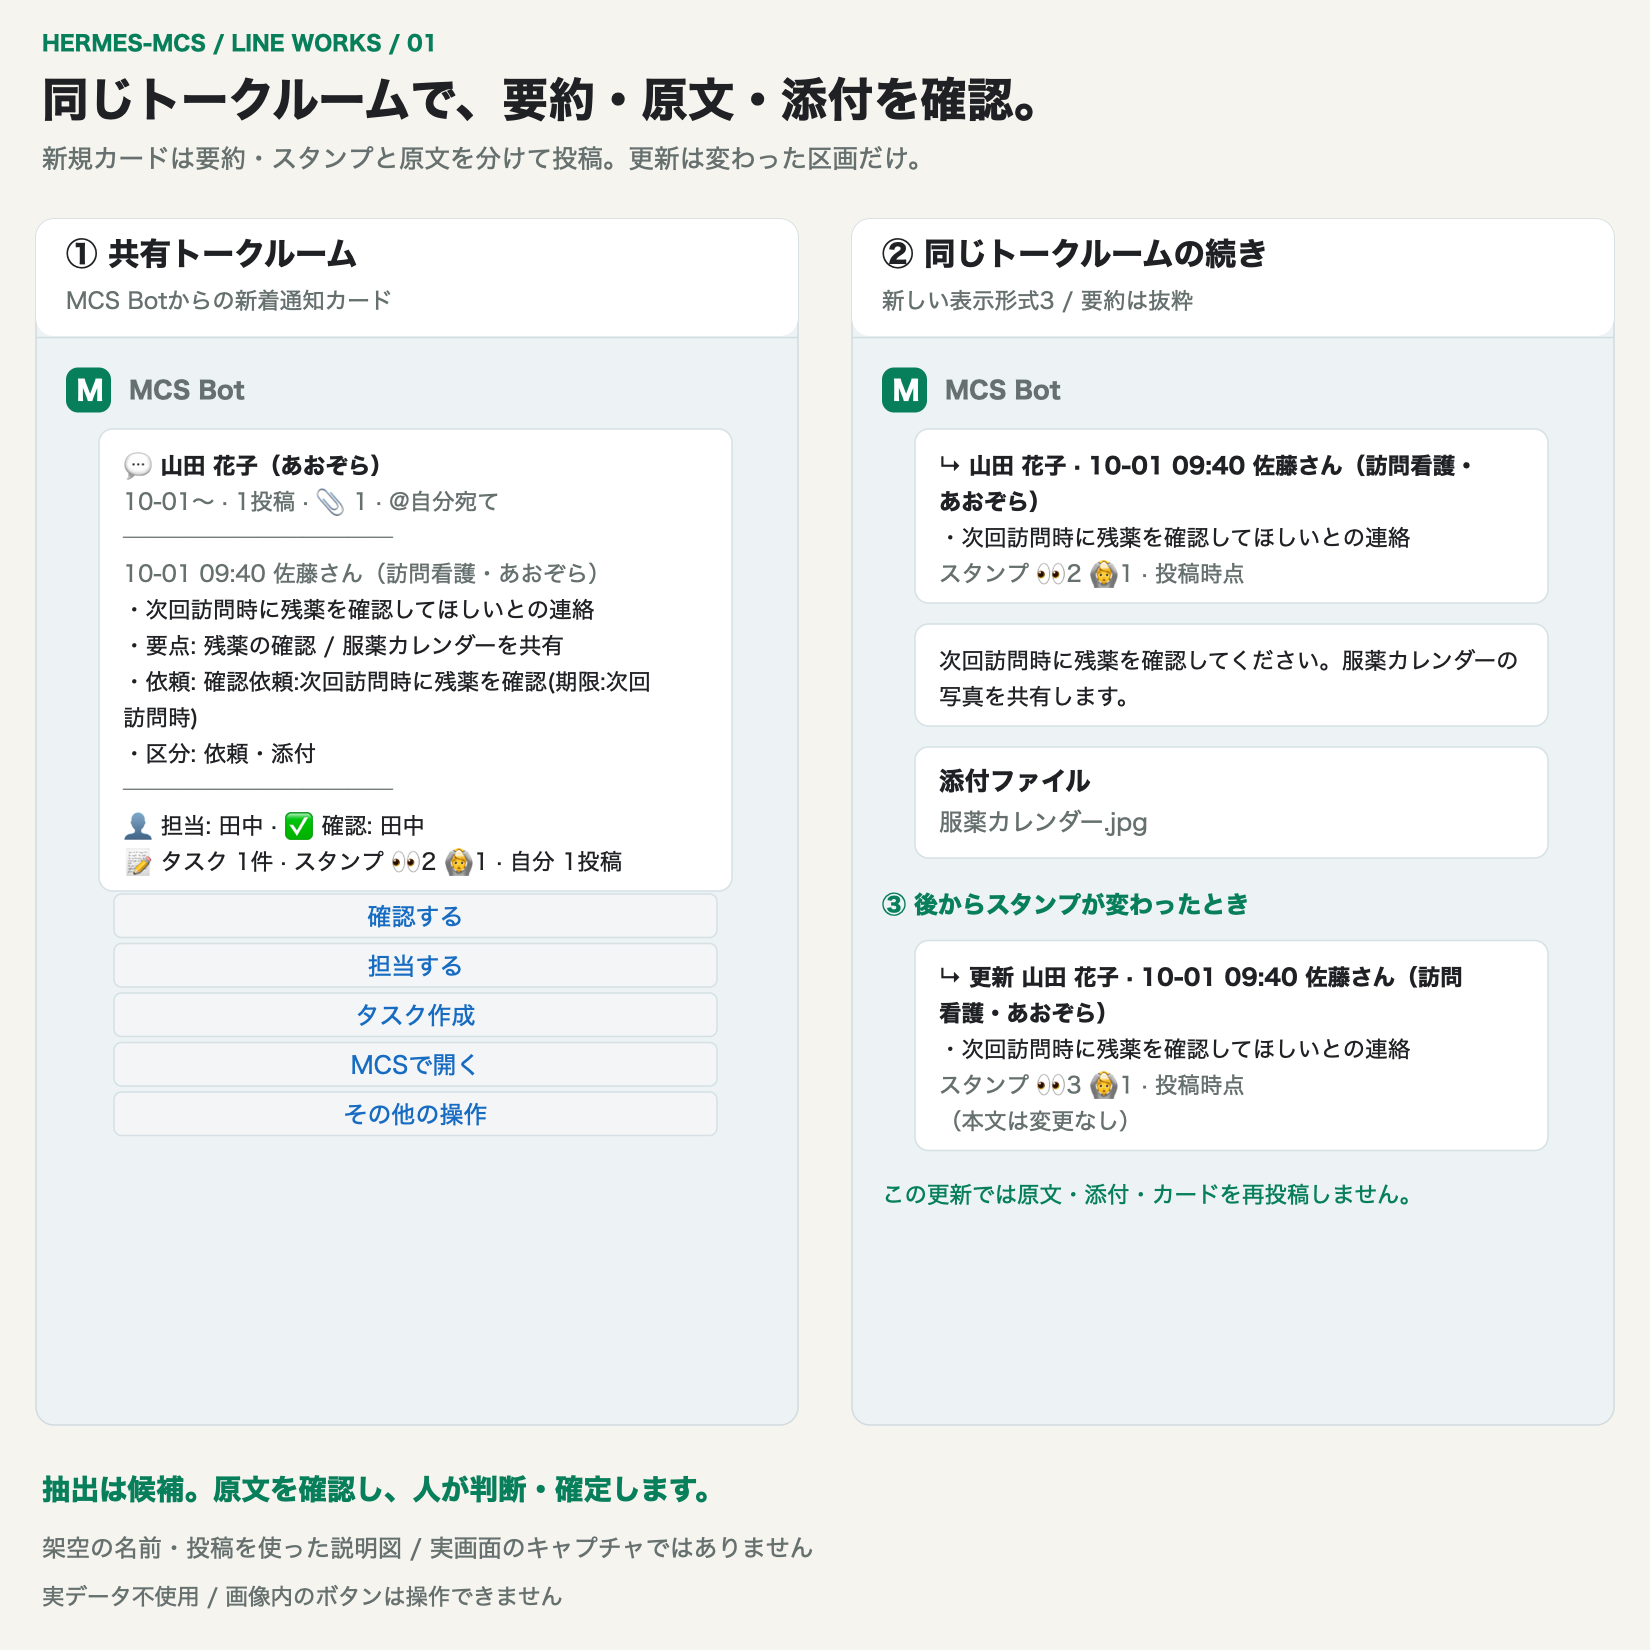 HERMES-MCS / LINE WORKS / 01
同じトークルームで、要約・原文・添付を確認。
新規カードは要約・スタンプと原文を分けて投稿。更新は変わった区画だけ。
① 共有トークルーム
MCS Botからの新着通知カード
M MCS Bot
💬 山田 花子（あおぞら）
10-01〜 · 1投稿 · 📎 1 · @自分宛て
10-01 09:40 佐藤さん（訪問看護・あおぞら）
・次回訪問時に残薬を確認してほしいとの連絡
・要点: 残薬の確認 / 服薬カレンダーを共有
・依頼: 確認依頼:次回訪問時に残薬を確認(期限:次回
訪問時)
・区分: 依頼・添付
👤 担当: 田中 · ✅ 確認: 田中
📝 タスク 1件 · スタンプ 👀2 🙆1 · 自分 1投稿
確認する
担当する
タスク作成
MCSで開く
その他の操作
② 同じトークルームの続き
新しい表示形式3 / 要約は抜粋
M MCS Bot
↳ 山田 花子 · 10-01 09:40 佐藤さん（訪問看護・
あおぞら）
・次回訪問時に残薬を確認してほしいとの連絡
スタンプ 👀2 🙆1 · 投稿時点
次回訪問時に残薬を確認してください。服薬カレンダーの
写真を共有します。
添付ファイル
服薬カレンダー.jpg
③ 後からスタンプが変わったとき
↳ 更新 山田 花子 · 10-01 09:40 佐藤さん（訪問
看護・あおぞら）
・次回訪問時に残薬を確認してほしいとの連絡
スタンプ 👀3 🙆1 · 投稿時点
（本文は変更なし）
この更新では原文・添付・カードを再投稿しません。
抽出は候補。原文を確認し、人が判断・確定します。
架空の名前・投稿を使った説明図 / 実画面のキャプチャではありません
実データ不使用 / 画像内のボタンは操作できません